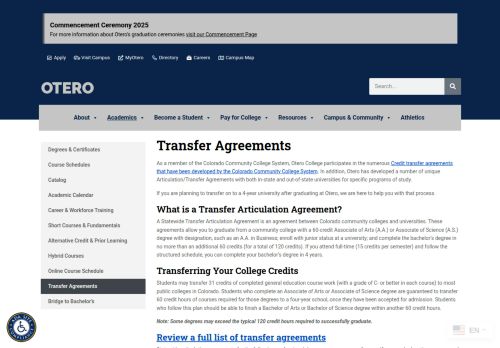 Commencement Ceremony 2025
For more information about Otero's graduation ceremonies visit our Commencement Page
Apply
Visit Campus
MyOtero
Directory
Careers
Campus Map
OTERO
Search...
About
Academics
Become a Student
Pay for College
Resources
Campus & Community
Athletics
Degrees & Certificates
Course Schedules
Catalog
Academic Calendar
Career & Workforce Training
Short Courses & Fundamentals
Alternative Credit & Prior Learning
Hybrid Courses
Online Course Schedule
Transfer Agreements
Bridge to Bachelor's
Transfer Agreements
As a member of the Colorado Community College System, Otero College participates in the numerous Credit transfer agreements
that have been developed by the Colorado Community College System. In addition, Otero has developed a number of unique
Articulation/Transfer Agreements with both in-state and out-of-state universities for specific programs of study.
If you are planning to transfer on to a 4-year university after graduating at Otero, we are here to help you with that process.
What is a Transfer Articulation Agreement?
A Statewide Transfer Articulation Agreement is an agreement between Colorado community colleges and universities. These
agreements allow you to graduate from a community college with a 60-credit Associate of Arts (A.A.) or Associate of Science (A.S.)
degree with designation, such as an A.A. in Business; enroll with junior status at a university; and complete the bachelor's degree in
no more than an additional 60 credits (for a total of 120 credits). If you attend full-time (15 credits per semester) and follow the
structured schedule, you can complete your bachelor's degree in 4 years.
Transferring Your College Credits
Students may transfer 31 credits of completed general education course work (with a grade of C- or better in each course) to most
public colleges in Colorado. Students who complete an Associate of Arts or Associate of Science degree are guaranteed to transfer
60 credit hours of courses required for those degrees to a four-year school, once they have been accepted for admission. Students
who follow this plan should be able to finish a Bachelor of Arts or Bachelor of Science degree within another 60 credit hours.
Note: Some degrees may exceed the typical 120 credit hours required to successfully graduate.
Review a full list of transfer agreements
EN